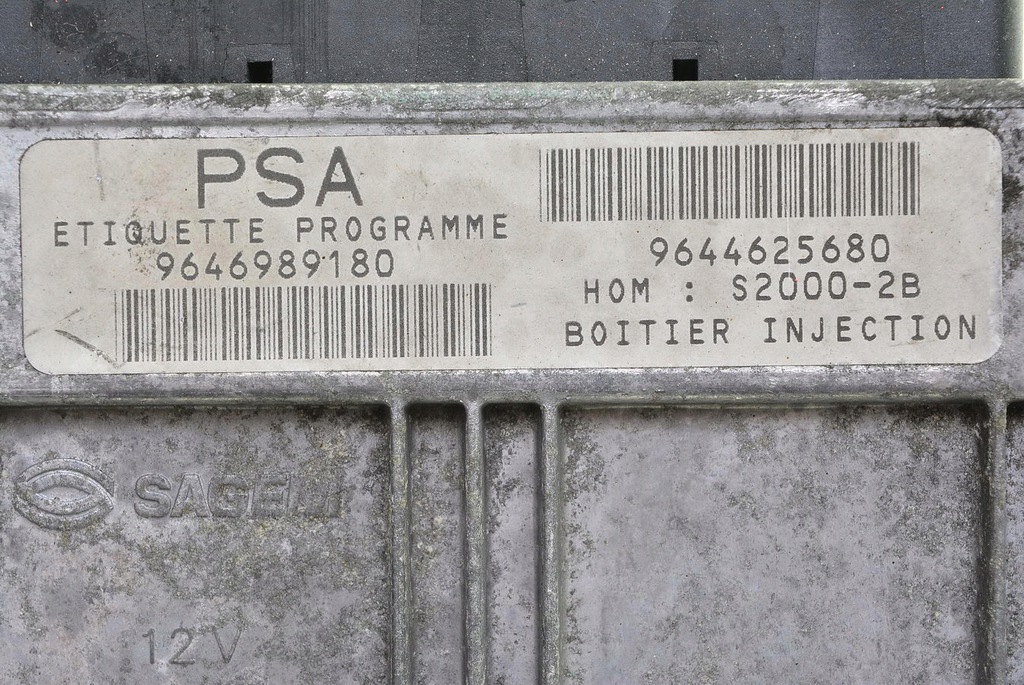 PSA
ETIQUETTE PROGRAMME
9646989180
9644625680
HOM : S2000-2B
BOITIER INJECTION
SAGEM
12V